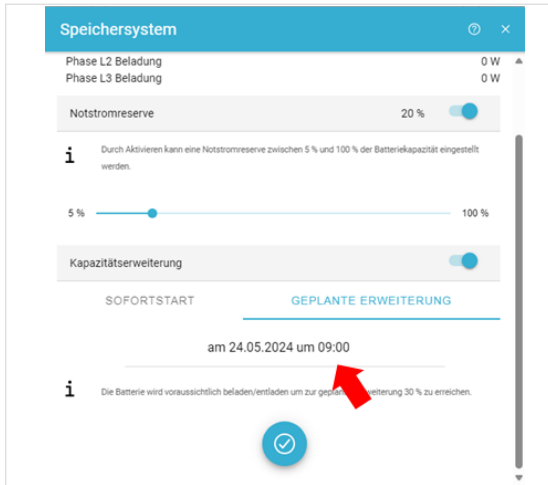 Speichersystem
Phase L2 Beladung 0 W
Phase L3 Beladung 0 W
Notstromreserve 20 %
Durch Aktivieren kann eine Notstromreserve zwischen 5 % und 100 % der Batteriekapazität eingestellt
werden.
5 % 100 %
Kapazitätserweiterung
SOFORTSTART GEPLANTE ERWEITERUNG
am 24.05.2024 um 09:00
Die Batterie wird voraussichtlich beladen/entladen um zur geplan weiterung 30 % zu erreichen.